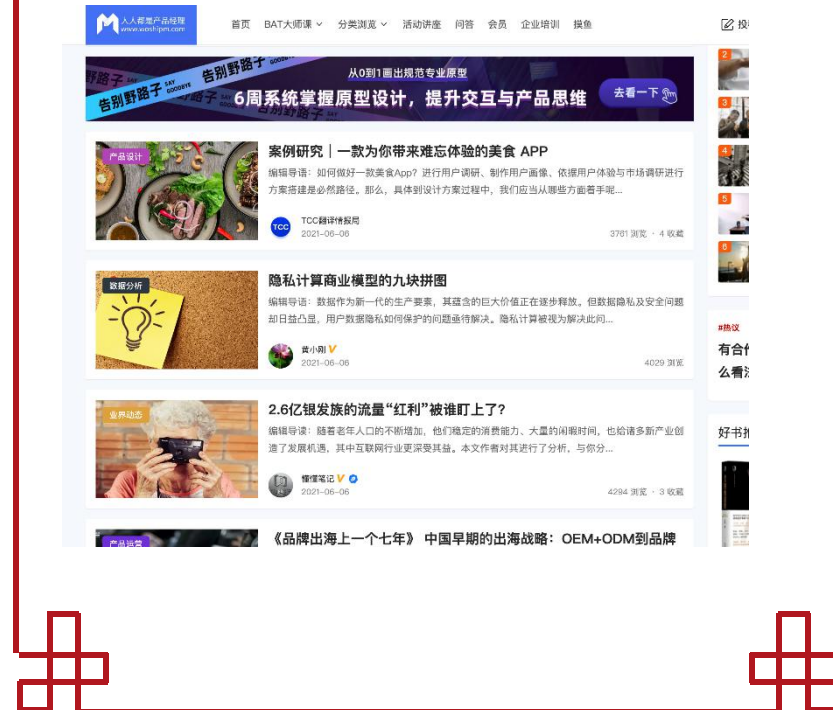 人人都是产品经理
www.woshipm.com
首页 BAT大师课 分类浏览 活动讲座 问答 会员 企业培训 摸鱼
投
告别野路子 SAY GOODBYE
告别野路子 SAY GOODBYE
从0到1画出规范专业原型
6周系统掌握原型设计，提升交互与产品思维
去看一下
2
3
4
5
6
产品设计
案例研究｜一款为你带来难忘体验的美食 APP
编辑导语：如何做好一款美食App？进行用户调研、制作用户画像、依据用户体验与市场调研进行
方案搭建是必然路径。那么，具体到设计方案过程中，我们应当从哪些方面着手呢...
TCC
TCC翻译情报局
2021-06-06
3761 浏览 · 4 收藏
数据分析
隐私计算商业模型的九块拼图
编辑导语：数据作为新一代的生产要素，其蕴含的巨大价值正在逐步释放。但数据隐私及安全问题
却日益凸显，用户数据隐私如何保护的问题亟待解决。隐私计算被视为解决此问...
黄小刚
2021-06-06
4029 浏览
#热议
有合
么看法
业界动态
2.6亿银发族的流量“红利”被谁盯上了？
编辑导读：随着老年人口的不断增加，他们稳定的消费能力、大量的闲暇时间，也给诸多新产业创
造了发展机遇，其中互联网行业更深受其益。本文作者对其进行了分析，与你分...
懂懂笔记
2021-06-06
4294 浏览 · 3 收藏
好书推
产品运营
《品牌出海上一个七年》 中国早期的出海战略：OEM+ODM到品牌